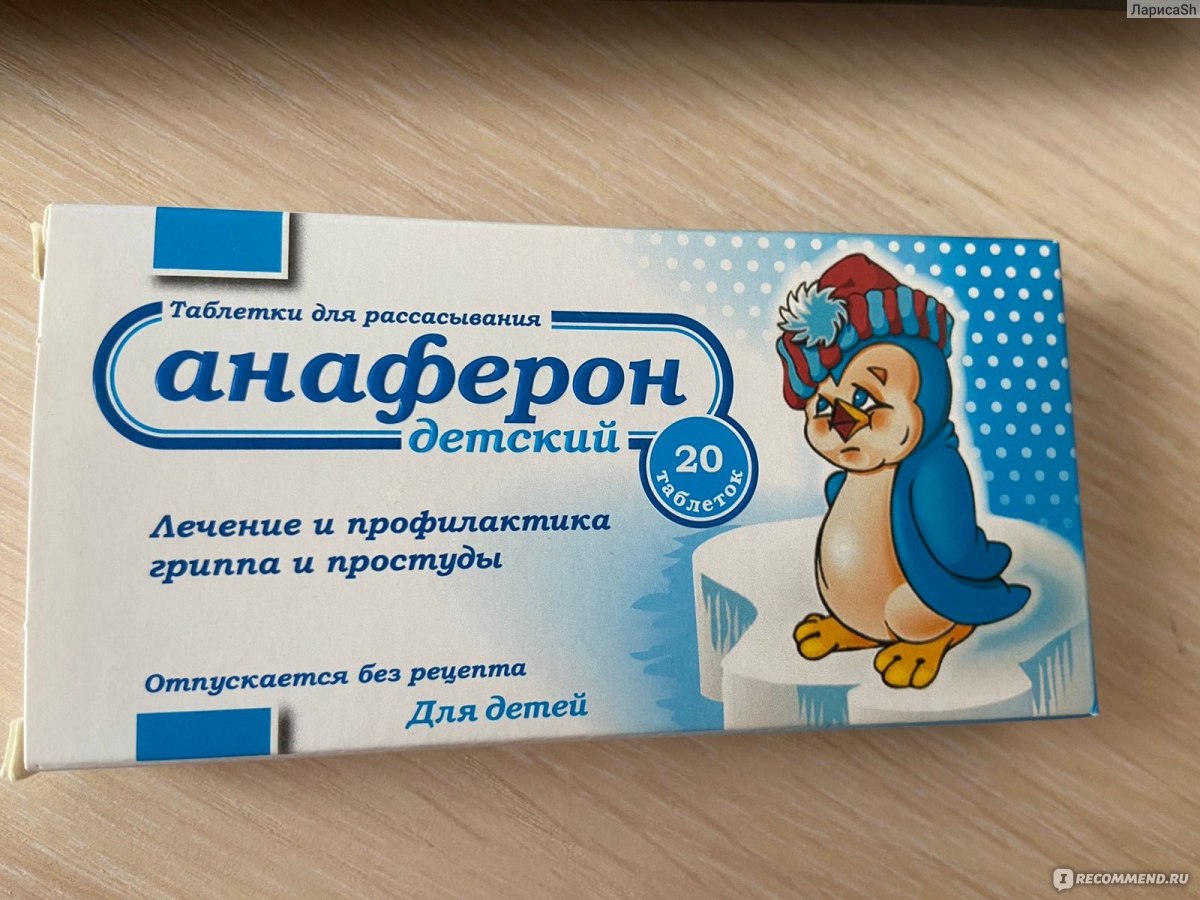 ЛарисаSh
Таблетки для рассасывания
анаферон
детский
20
таблеток
Лечение и профилактика
гриппа и простуды
Отпускается без рецепта
Для детей
I RECOMMEND.RU